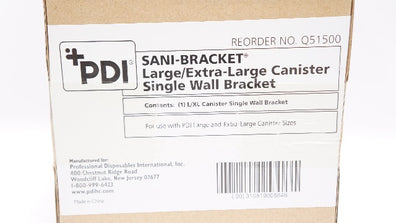 REORDER NO. Q51500
PDI®
SANI-BRACKET®
Large/Extra-Large Canister
Single Wall Bracket
Contents: (1) L/XL Canister Single Wall Bracket
For use with PDI Large and Extra-Large Canister Sizes
Manufactured for:
Professional Disposables International, Inc.
400 Chestnut Ridge Road
Woodcliff Lake, New Jersey 07677
1-800-999-6423
www.pdihc.com
Made in China